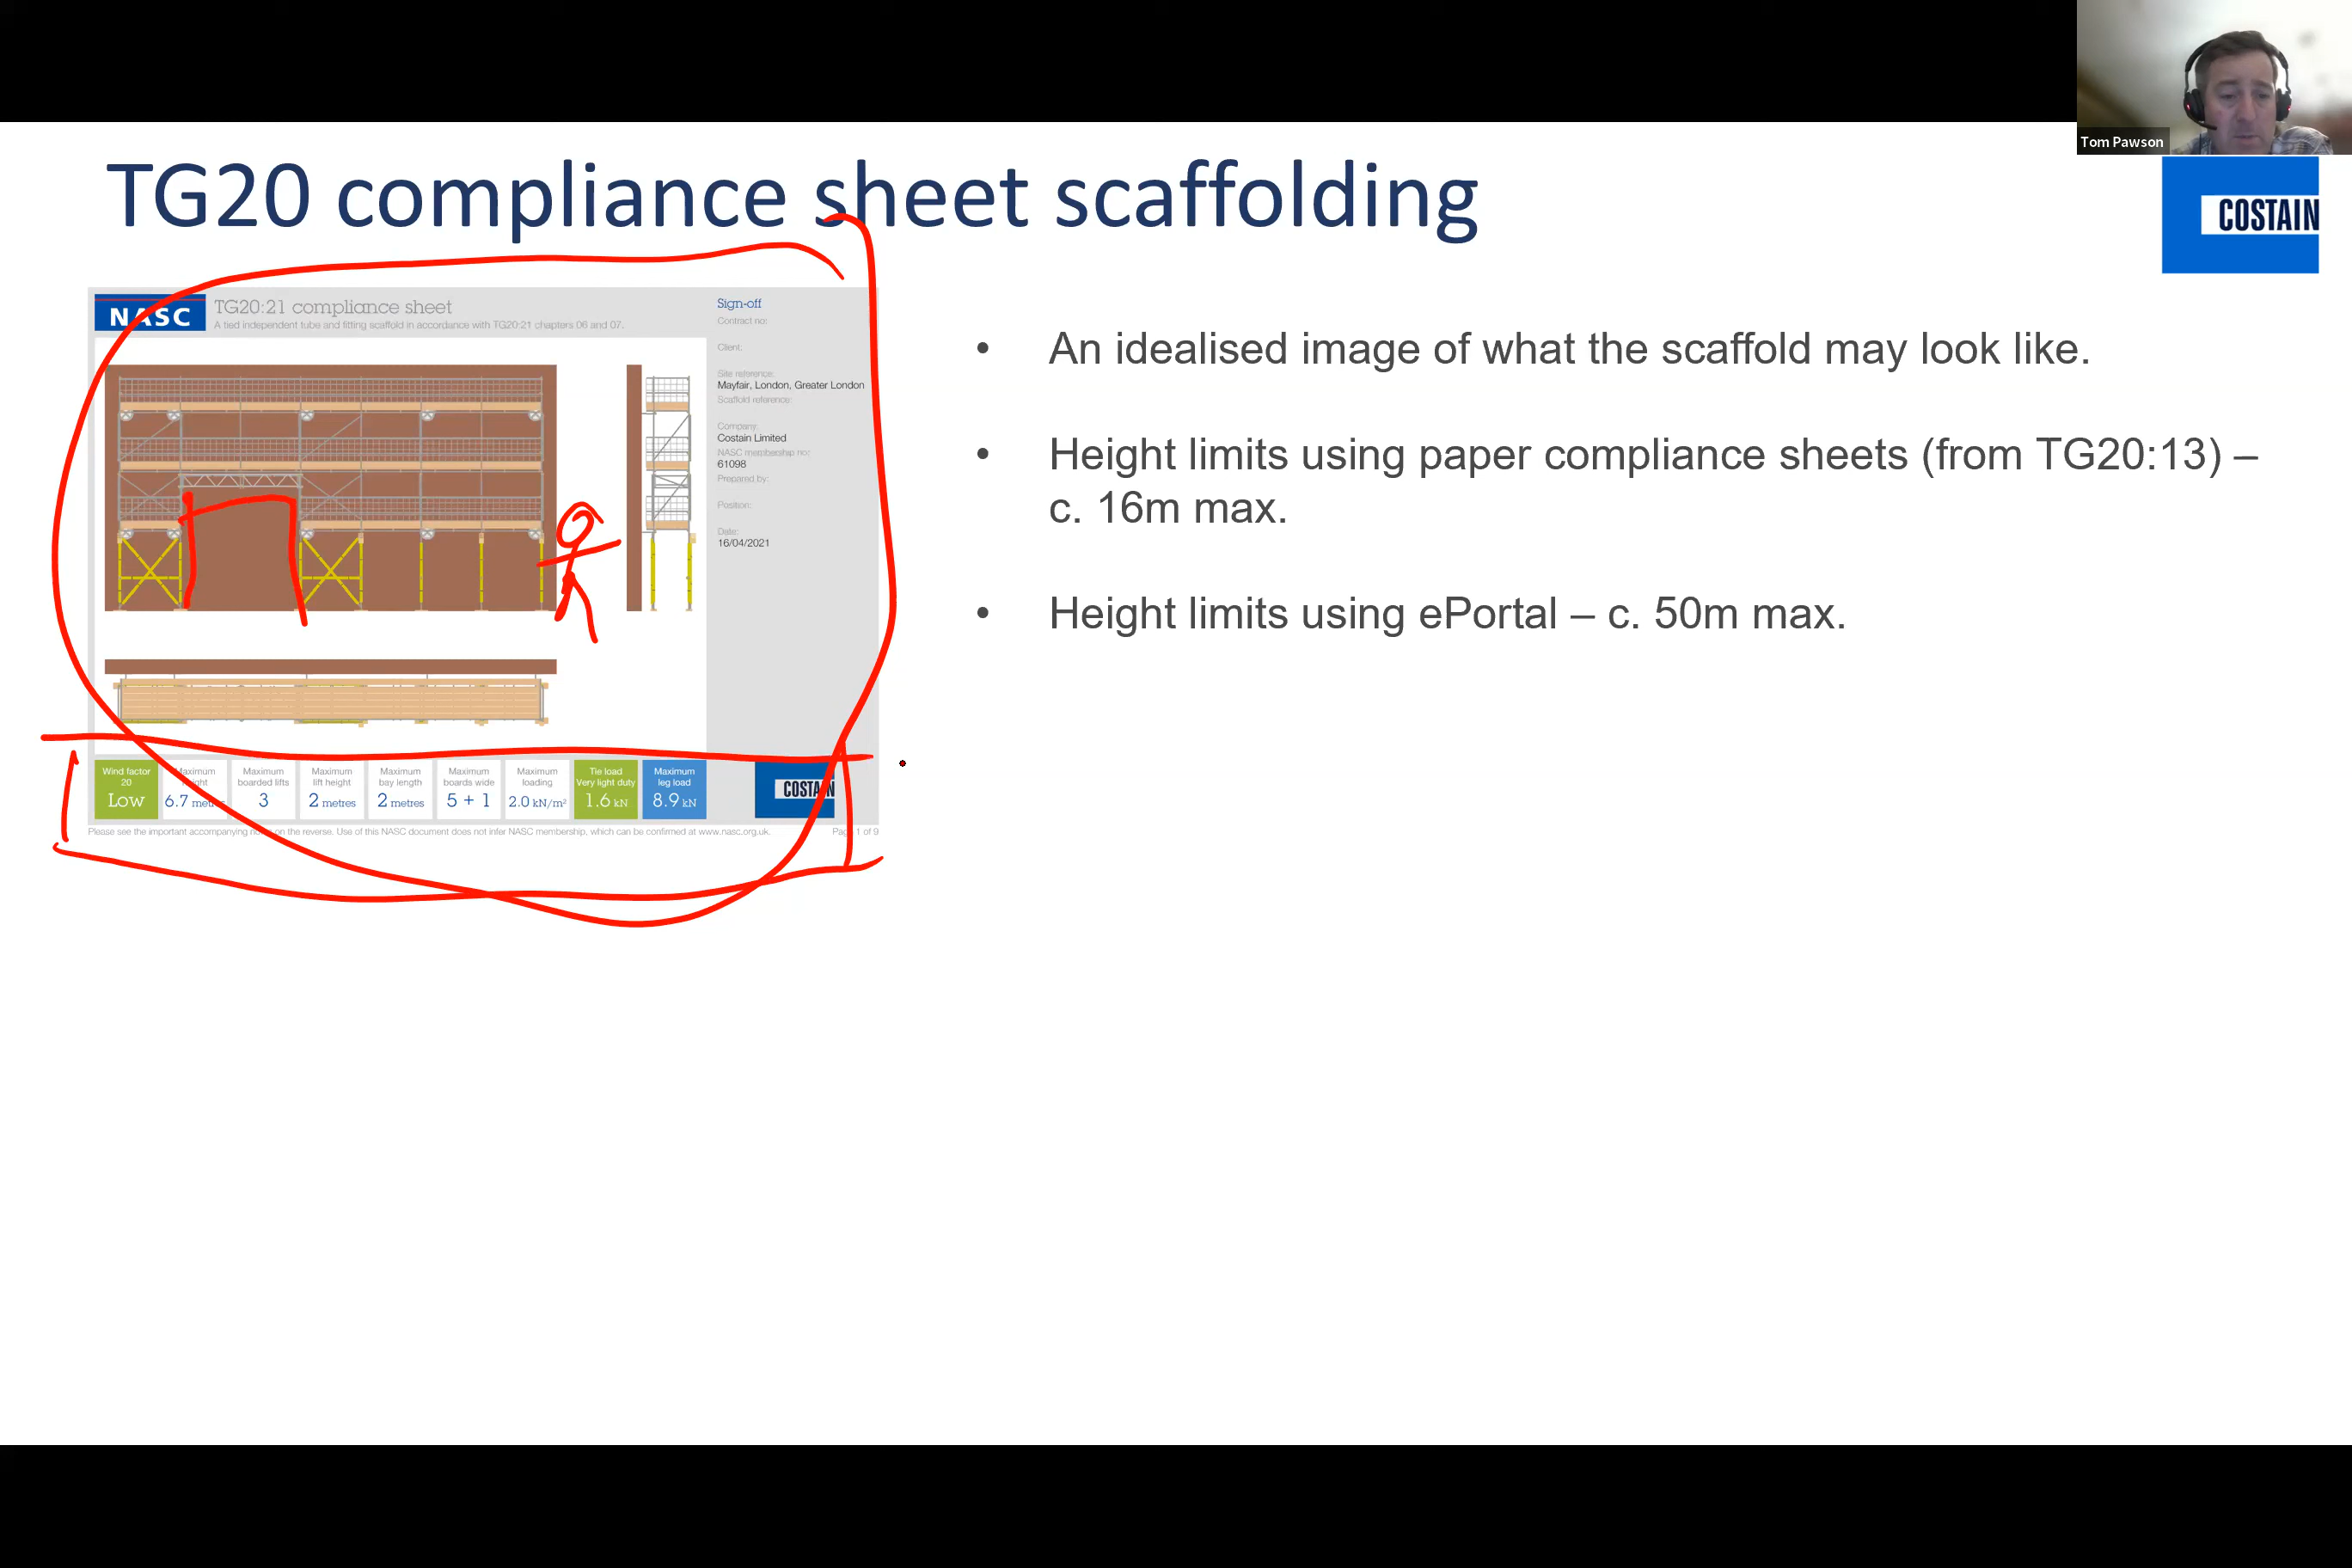 Tom Pawson
TG20 compliance sheet scaffolding
COSTAIN
NASC
TG20:21 compliance sheet
A tied independent tube and fitting scaffold in accordance with TG20:21 chapters 06 and 07.
Sign-off
Contract no:
Client:
Site reference:
Mayfair, London, Greater London
Scaffold reference:
Company:
Costain Limited
NASC membership no:
61098
Prepared by:
Position:
Date:
16/04/2021
Wind factor
20
Low
Maximum
6.7 metres
Maximum
boarded lifts
3
Maximum
lift height
2 metres
Maximum
bay length
2 metres
Maximum
boards wide
5 + 1
Maximum
loading
2.0 kN/m²
Tie load
Very light duty
1.6 kN
Maximum
leg load
8.9 kN
COSTAIN
Please see the important accompanying notes on the reverse. Use of this NASC document does not infer NASC membership, which can be confirmed at www.nasc.org.uk.
Page 1 of 9
• An idealised image of what the scaffold may look like.
• Height limits using paper compliance sheets (from TG20:13) –
c. 16m max.
• Height limits using ePortal – c. 50m max.